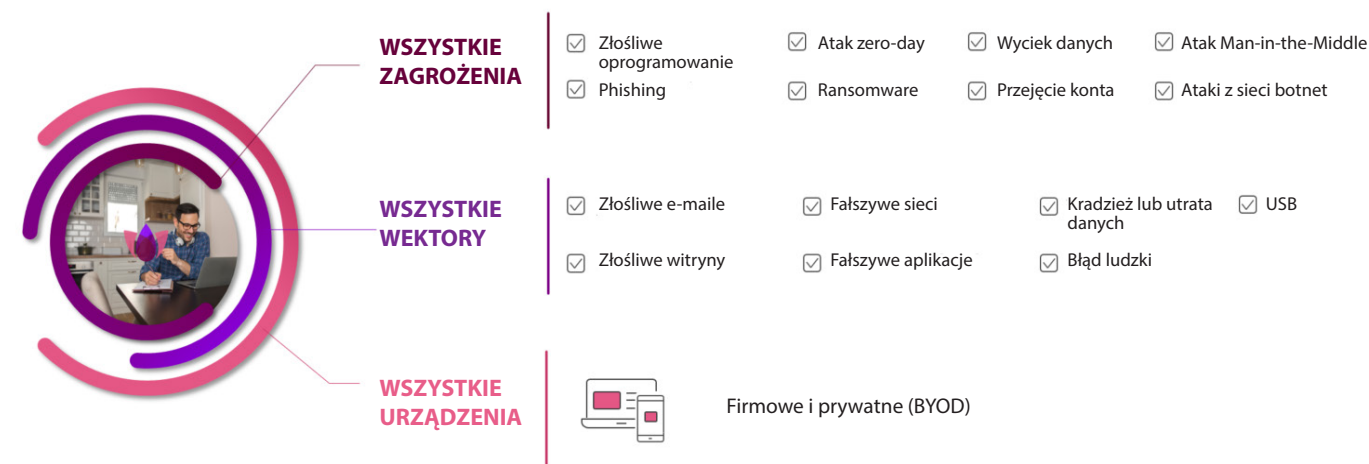 WSZYSTKIE
ZAGROŻENIA
Złośliwe
oprogramowanie
Atak zero-day
Wyciek danych
Atak Man-in-the-Middle
Phishing
Ransomware
Przejęcie konta
Ataki z sieci botnet
WSZYSTKIE
WEKTORY
Złośliwe e-maile
Fałszywe sieci
Kradzież lub utrata
danych
USB
Złośliwe witryny
Fałszywe aplikacje
Błąd ludzki
WSZYSTKIE
URZĄDZENIA
Firmowe i prywatne (BYOD)